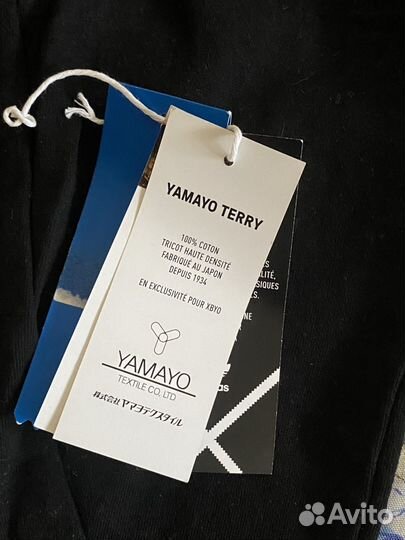 YAMAYO TERRY
100% COTON
TRICOT HAUTE DENSITÉ
FABRIQUÉ AU JAPON
DEPUIS 1934
EN EXCLUSIVITÉ POUR XBYO
YAMAYO
TEXTILE CO., LTD
株式会社ヤマヨテクスタイル
Avito